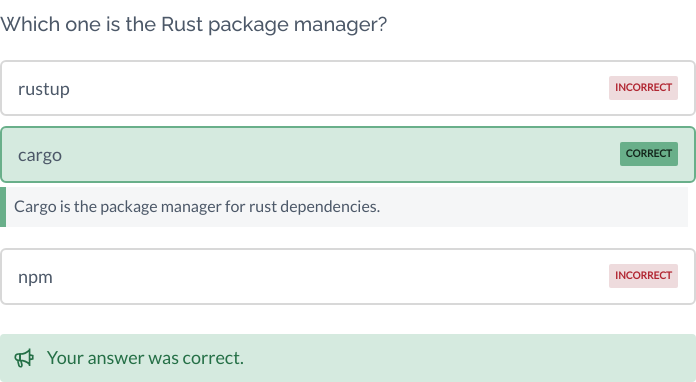 Which one is the Rust package manager?
rustup INCORRECT
cargo CORRECT
Cargo is the package manager for rust dependencies.
npm INCORRECT
Your answer was correct.